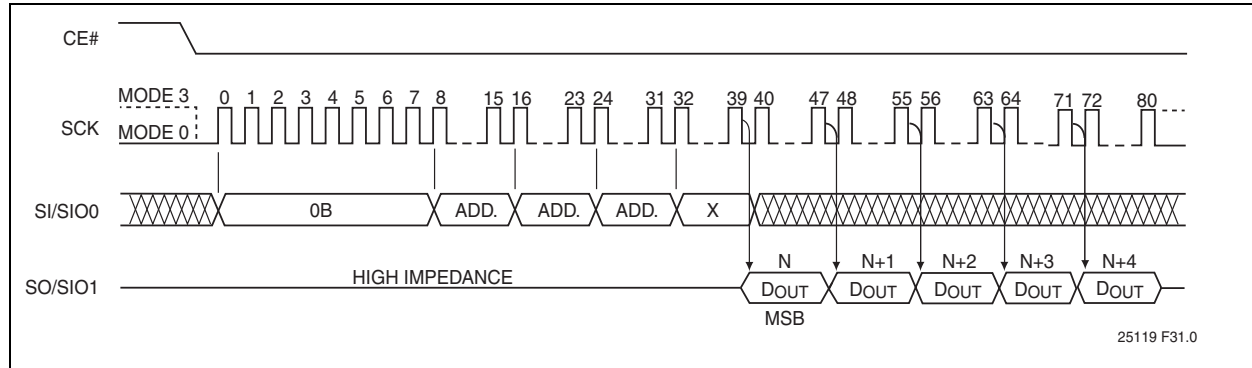 CE#
MODE 3
0 1 2 3 4 5 6 7 8 15 16 23 24 31 32 39 40 47 48 55 56 63 64 71 72 80
SCK
MODE 0
SI/SIO0
0B
ADD.
ADD.
ADD.
X
N
N+1
N+2
N+3
N+4
SO/SIO1
HIGH IMPEDANCE
DOUT
DOUT
DOUT
DOUT
DOUT
MSB
25119 F31.0